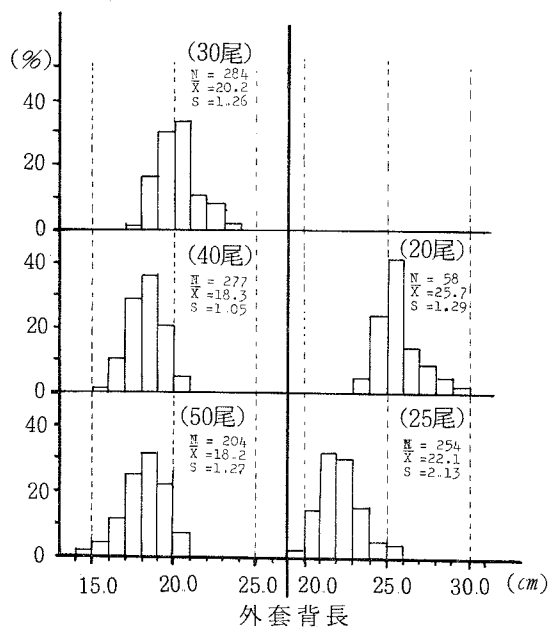 (%)
40
20
0
(30尾)
N = 284
X̄ = 20.2
S = 1.26
40
20
0
(40尾)
N = 277
X̄ = 18.3
S = 1.05
(20尾)
N = 58
X̄ = 25.7
S = 1.29
40
20
0
(50尾)
N = 204
X̄ = 18.2
S = 1.27
(25尾)
N = 254
X̄ = 22.1
S = 2.13
15.0 20.0 25.0 20.0 25.0 30.0 (cm)
外套背長